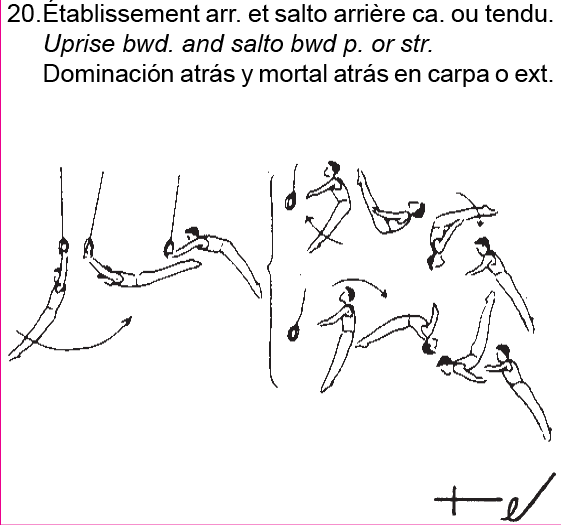 20.Établissement arr. et salto arrière ca. ou tendu.
Uprise bwd. and salto bwd p. or str.
Dominación atrás y mortal atrás en carpa o ext.